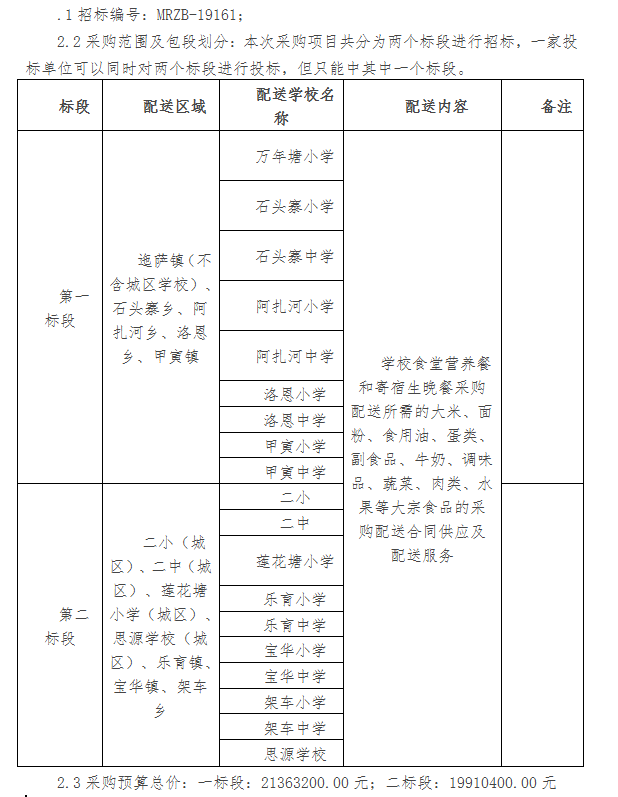 .1 招标编号：MRZB-19161；
2.2 采购范围及包段划分：本次采购项目共分为两个标段进行招标，一家投
标单位可以同时对两个标段进行投标，但只能中其中一个标段。
标段
配送区域
配送学校名
称
配送内容
备注
第一
标段
迤萨镇（不
含城区学校）、
石头寨乡、阿
扎河乡、洛恩
乡、甲寅镇
万年塘小学
石头寨小学
石头寨中学
阿扎河小学
阿扎河中学
洛恩小学
洛恩中学
甲寅小学
甲寅中学
学校食堂营养餐
和寄宿生晚餐采购
配送所需的大米、面
粉、食用油、蛋类、
副食品、牛奶、调味
品、蔬菜、肉类、水
果等大宗食品的采
购配送合同供应及
配送服务
第二
标段
二小（城
区）、二中（城
区）、莲花塘
小学（城区）、
思源学校（城
区）、乐育镇、
宝华镇、架车
乡
二小
二中
莲花塘小学
乐育小学
乐育中学
宝华小学
宝华中学
架车小学
架车中学
思源学校
2.3 采购预算总价：一标段：21363200.00 元；二标段：19910400.00 元